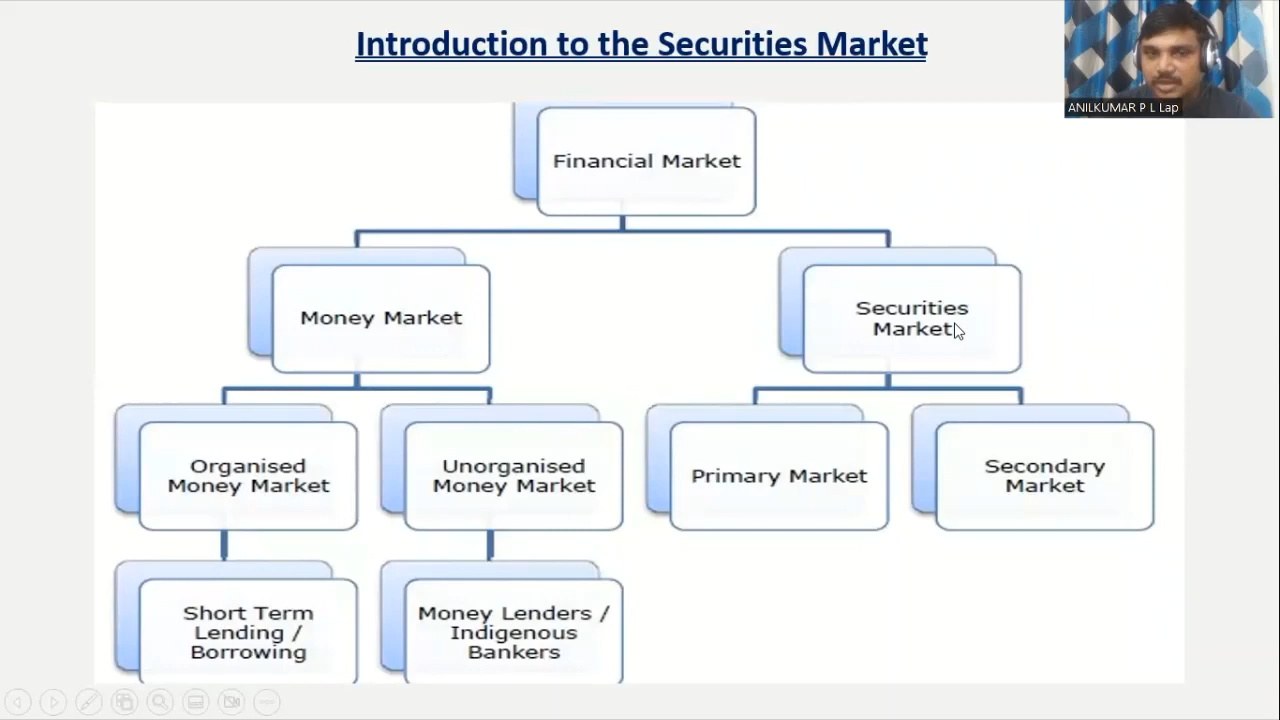 Introduction to the Securities Market
ANILKUMAR P L Lap
Financial Market
Money Market
Securities
Market
Organised
Money Market
Unorganised
Money Market
Primary Market
Secondary
Market
Short Term
Lending /
Borrowing
Money Lenders /
Indigenous
Bankers